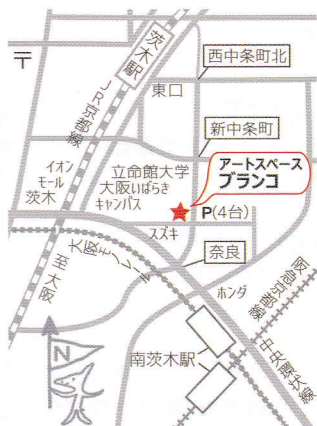 茨木駅
西中条町北
〒
東口
JR京都線
新中条町
イオン
モール
茨木
立命館大学
大阪いばらき
キャンパス
アートスペース
ブランコ
P(4台)
スズキ
大阪モノレール
至大阪
奈良
ホンダ
阪急京都線
中央環状線
南茨木駅
N